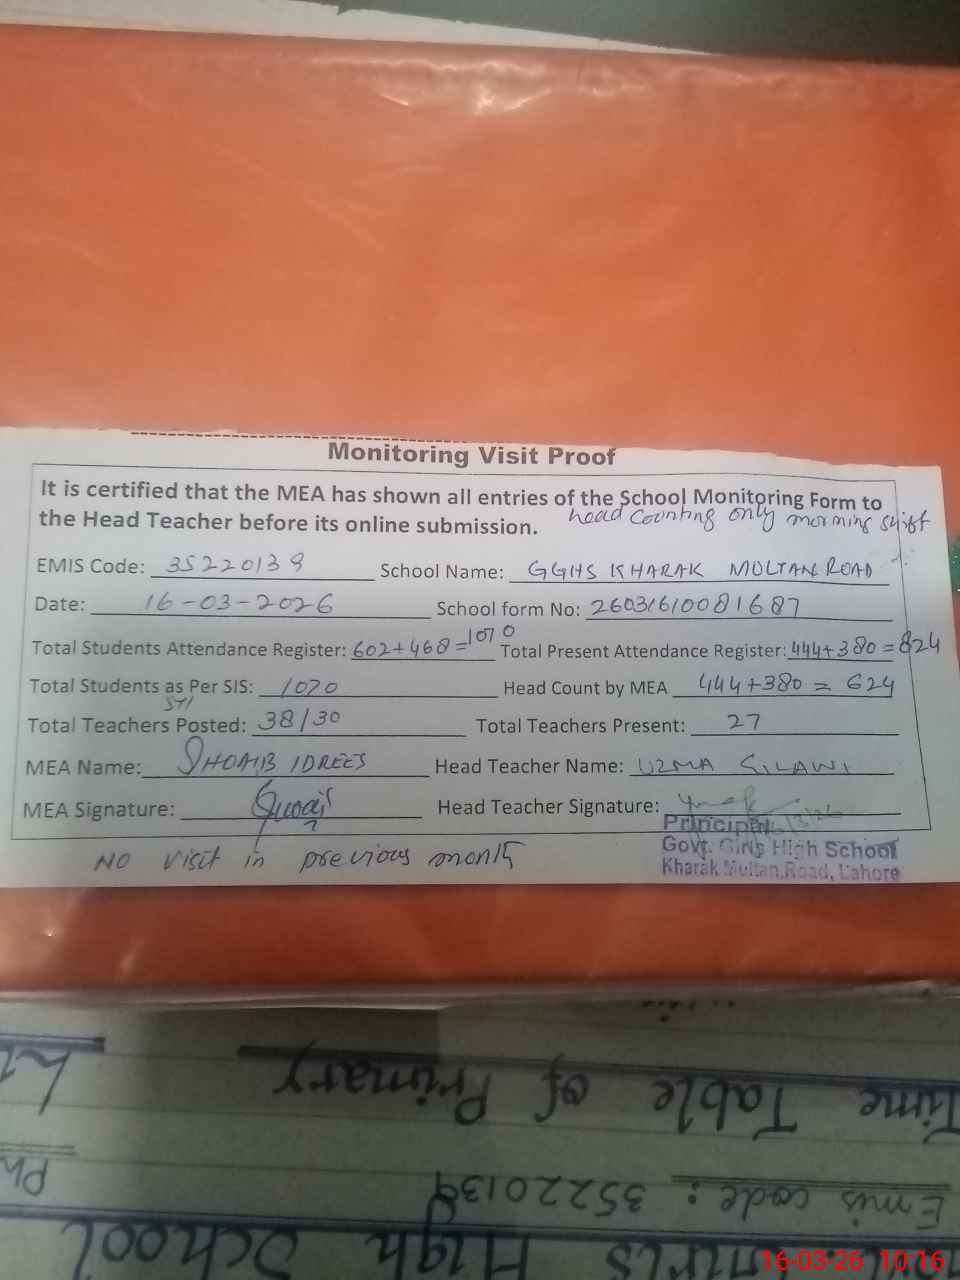 Monitoring Visit Proof
It is certified that the MEA has shown all entries of the School Monitoring Form to
the Head Teacher before its online submission. head counting only morning shift
EMIS Code: 35220139 School Name: GGHS KHARAK MULTAN ROAD
Date: 16-03-2026 School form No: 26031610081687
Total Students Attendance Register: 602+468=1070 Total Present Attendance Register: 444+380=824
Total Students as Per SIS: 1070 Head Count by MEA 444+380 = 624
STI
Total Teachers Posted: 38/30 Total Teachers Present: 27
MEA Name: SHOAIB IDREES Head Teacher Name: UZMA GILANI
MEA Signature: Head Teacher Signature:
Principal
Govt. Girls High School
Kharak Multan Road, Lahore
NO visit in previous month
Time Table of Primary
Emis code: 35220139
Ph
Girls High School
16-03-26 10:16